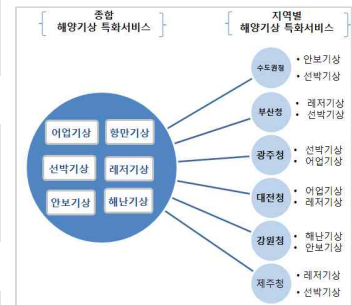 종합
해양기상 특화서비스
지역별
해양기상 특화서비스
어업기상 항만기상
선박기상 레저기상
안보기상 해난기상
수도권청
• 안보기상
• 선박기상
부산청
• 레저기상
• 선박기상
광주청
• 선박기상
• 어업기상
대전청
• 어업기상
• 레저기상
강원청
• 해난기상
• 안보기상
제주청
• 레저기상
• 선박기상